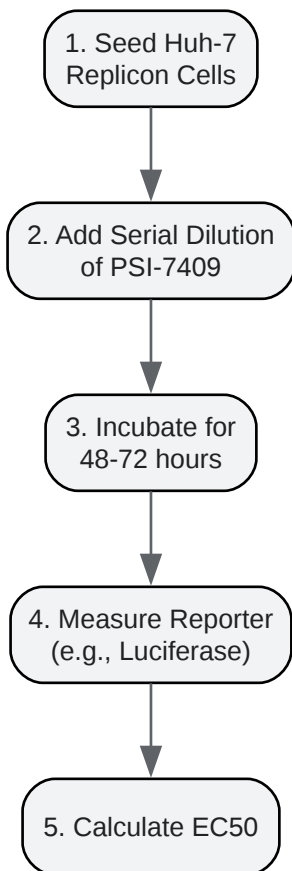 1. Seed Huh-7
Replicon Cells
2. Add Serial Dilution
of PSI-7409
3. Incubate for
48-72 hours
4. Measure Reporter
(e.g., Luciferase)
5. Calculate EC50